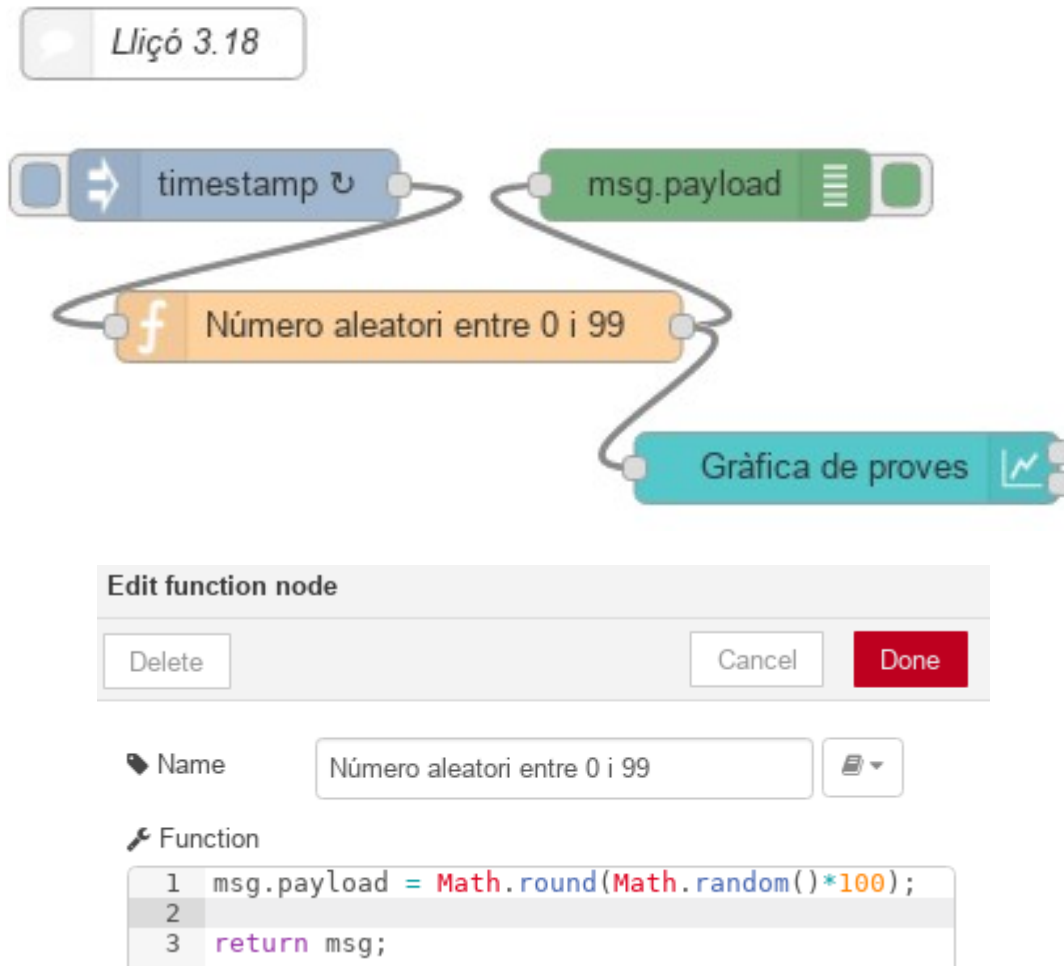 Lliçó 3.18
timestamp ↻
msg.payload
Número aleatori entre 0 i 99
Gràfica de proves
Edit function node
Delete
Cancel
Done
Name
Número aleatori entre 0 i 99
Function
1 msg.payload = Math.round(Math.random()*100);
2
3 return msg;